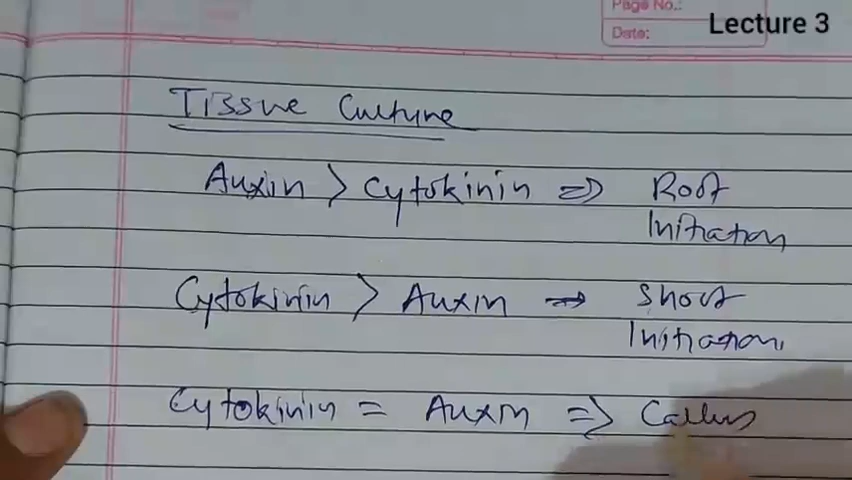 Page No.:
Date:
Lecture 3
Tissue Culture
Auxin > Cytokinin => Root
Initiation
Cytokinin > Auxin → Shoot
Initiation.
Cytokinin = Auxin => Callus